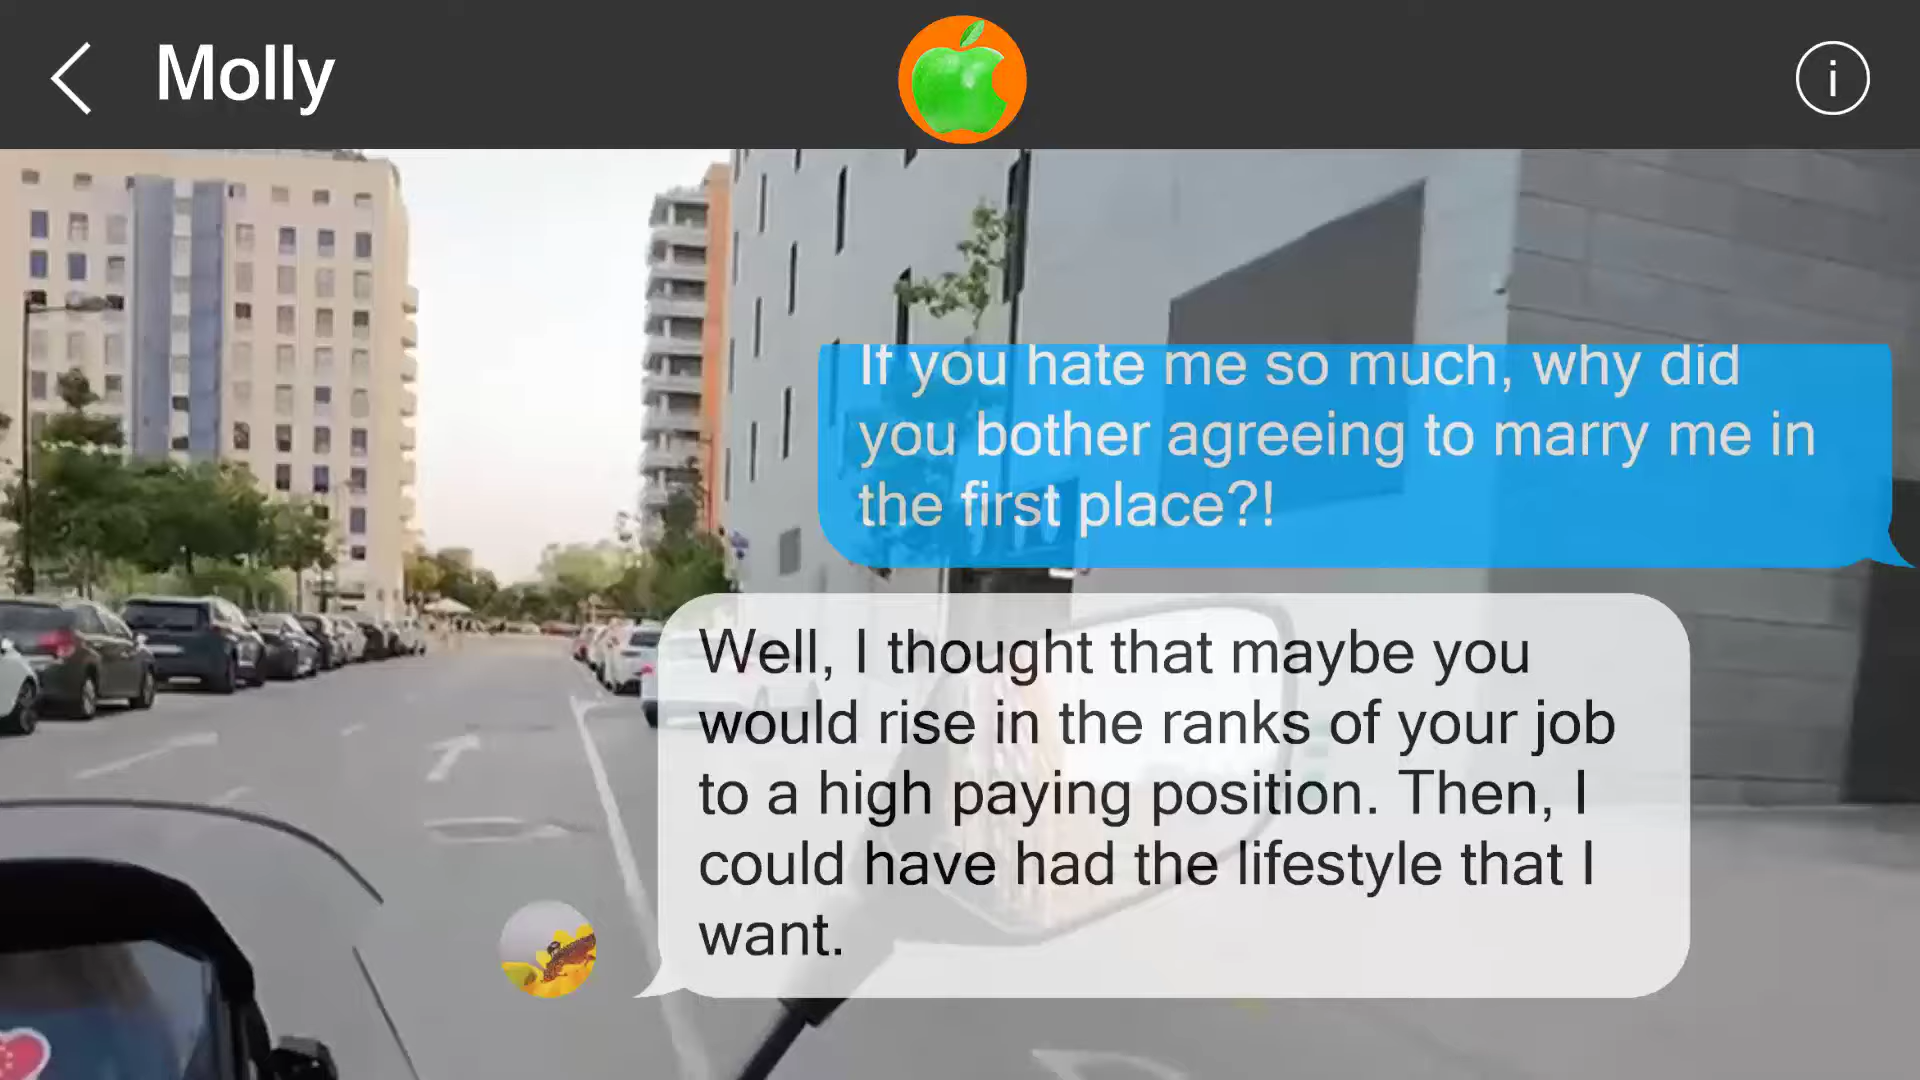 Molly
i
If you hate me so much, why did
you bother agreeing to marry me in
the first place?!
Well, I thought that maybe you
would rise in the ranks of your job
to a high paying position. Then, I
could have had the lifestyle that I
want.